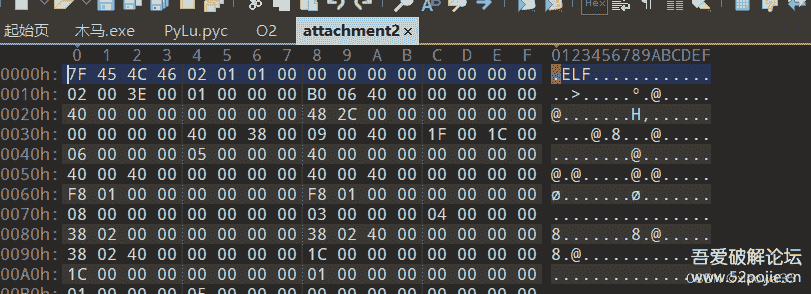 起始页 木马.exe PyLu.pyc O2 attachment2 ×
0 1 2 3 4 5 6 7 8 9 A B C D E F 0123456789ABCDEF
0000h: 7F 45 4C 46 02 01 01 00 00 00 00 00 00 00 00 00 .ELF............
0010h: 02 00 3E 00 01 00 00 00 B0 06 40 00 00 00 00 00 ..>.....°.@.....
0020h: 40 00 00 00 00 00 00 00 48 2C 00 00 00 00 00 00 @.......H,......
0030h: 00 00 00 00 40 00 38 00 09 00 40 00 1F 00 1C 00 ....@.8...@.....
0040h: 06 00 00 00 05 00 00 00 40 00 00 00 00 00 00 00 ........@.......
0050h: 40 00 40 00 00 00 00 00 40 00 40 00 00 00 00 00 @.@.....@.@.....
0060h: F8 01 00 00 00 00 00 00 F8 01 00 00 00 00 00 00 ø.......ø.......
0070h: 08 00 00 00 00 00 00 00 03 00 00 00 04 00 00 00 ................
0080h: 38 02 00 00 00 00 00 00 38 02 40 00 00 00 00 00 8.......8.@.....
0090h: 38 02 40 00 00 00 00 00 1C 00 00 00 00 00 00 00 8.@.............
00A0h: 1C 00 00 00 00 00 00 00 01 00 00 00 00 00 00 00
吾爱破解论坛
www.52pojie.cn